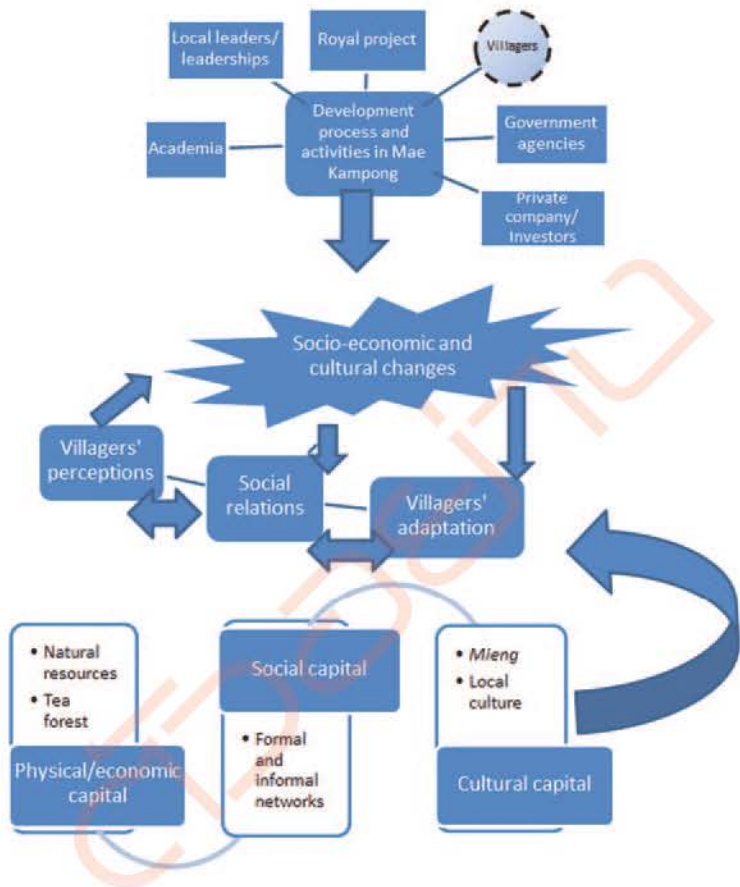 Local leaders/
leaderships
Royal project
Villagers
Academia
Development
process and
activities in Mae
Kampong
Government
agencies
Private
company/
Investors
Socio-economic and
cultural changes
Villagers'
perceptions
Social
relations
Villagers'
adaptation
• Natural
resources
• Tea
forest
Physical/economic
capital
Social capital
• Formal
and
informal
networks
• Mieng
• Local
culture
Cultural capital